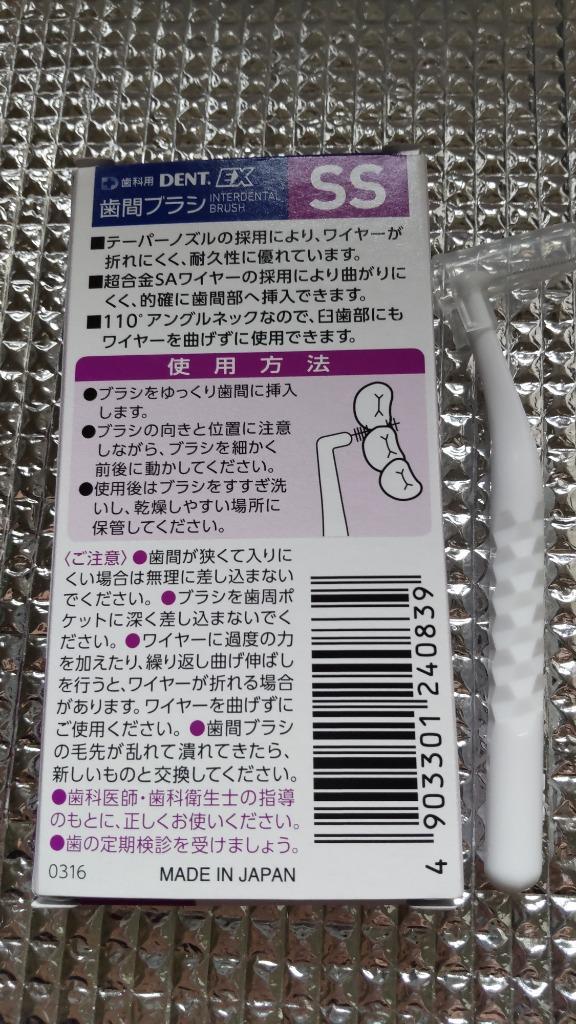 歯科用 DENT. EX
歯間ブラシ INTERDENTAL BRUSH
SS
■テーパーノズルの採用により、ワイヤーが
折れにくく、耐久性に優れています。
■超合金SAワイヤーの採用により曲がりに
くく、的確に歯間部へ挿入できます。
■110°アングルネックなので、臼歯部にも
ワイヤーを曲げずに使用できます。
使用方法
●ブラシをゆっくり歯間に挿入
します。
●ブラシの向きと位置に注意
しながら、ブラシを細かく
前後に動かしてください。
●使用後はブラシをすすぎ洗
いし、乾燥しやすい場所に
保管してください。
〈ご注意〉●歯間が狭くて入りに
くい場合は無理に差し込まない
でください。●ブラシを歯周ポ
ケットに深く差し込まないでく
ださい。●ワイヤーに過度の力
を加えたり、繰り返し曲げ伸ばし
を行うと、ワイヤーが折れる場合
があります。ワイヤーを曲げずに
ご使用ください。●歯間ブラシ
の毛先が乱れて潰れてきたら、
新しいものと交換してください。
●歯科医師・歯科衛生士の指導
のもとに、正しくお使いください。
●歯の定期検診を受けましょう。
0316 MADE IN JAPAN
4 903301 240839